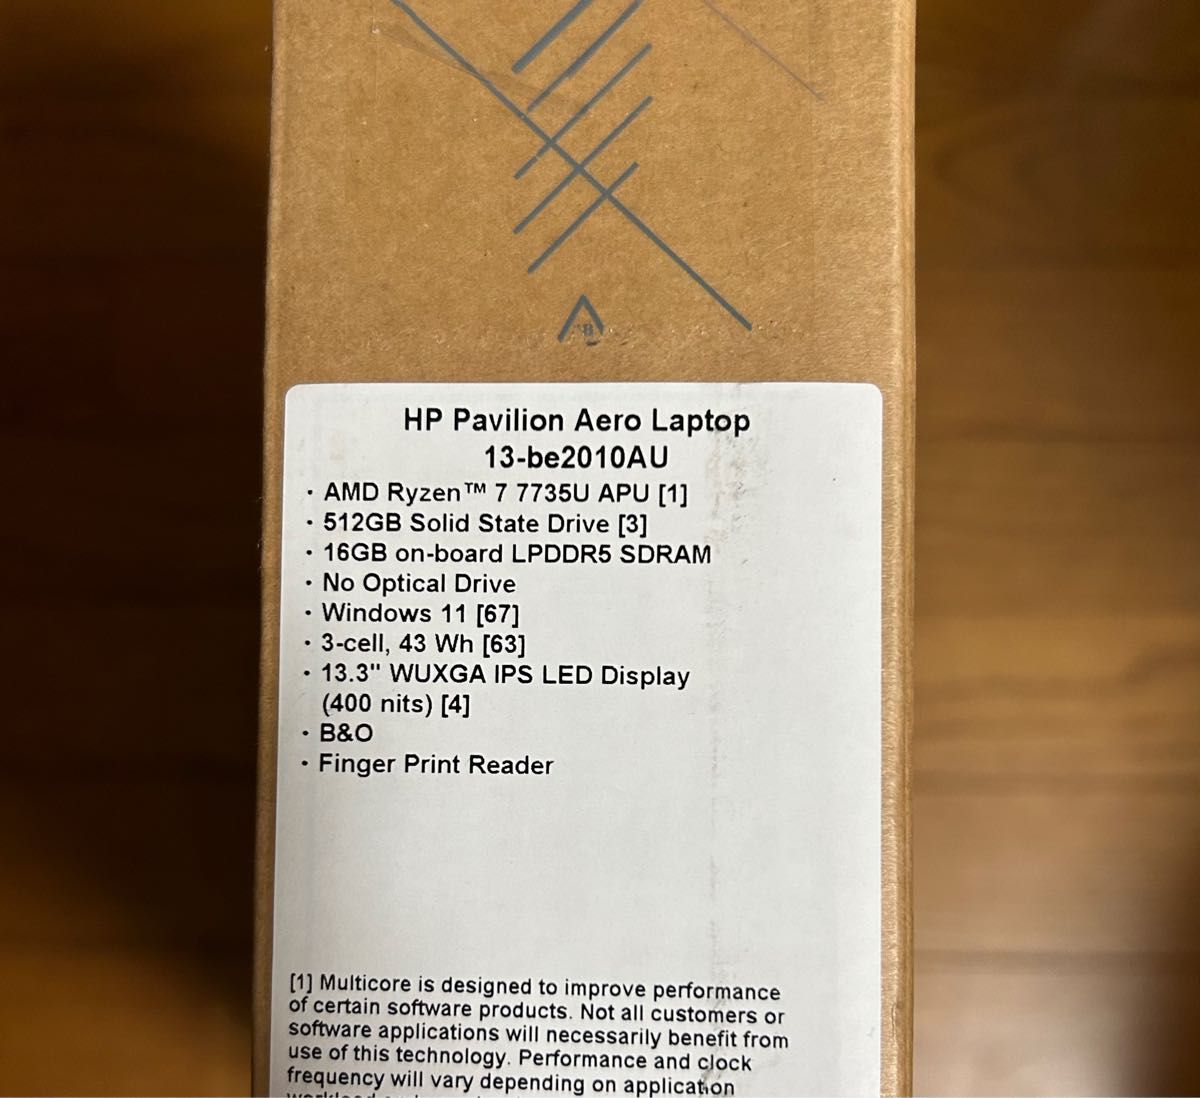 HP Pavilion Aero Laptop
13-be2010AU
· AMD Ryzen™ 7 7735U APU [1]
· 512GB Solid State Drive [3]
· 16GB on-board LPDDR5 SDRAM
· No Optical Drive
· Windows 11 [67]
· 3-cell, 43 Wh [63]
· 13.3" WUXGA IPS LED Display
(400 nits) [4]
· B&O
· Finger Print Reader
[1] Multicore is designed to improve performance
of certain software products. Not all customers or
software applications will necessarily benefit from
use of this technology. Performance and clock
frequency will vary depending on application